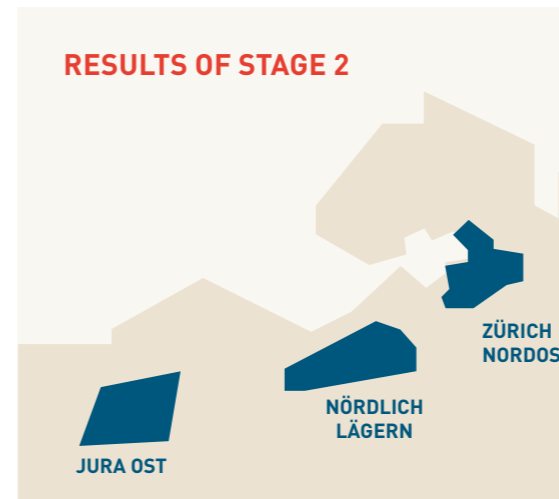 RESULTS OF STAGE 2
ZÜRICH
NORDOS
NÖRDLICH
LÄGERN
JURA OST